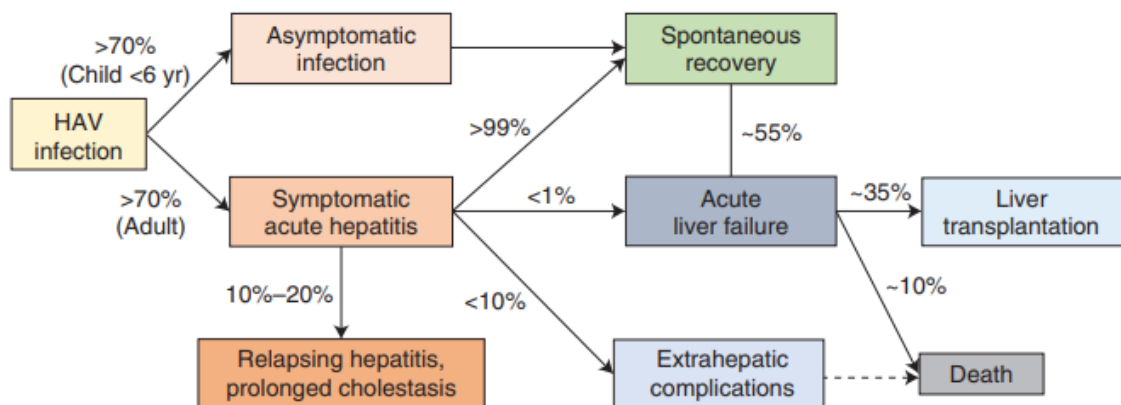 >70%
(Child <6 yr)
Asymptomatic
infection
Spontaneous
recovery
HAV
infection
>99%
~55%
>70%
(Adult)
Symptomatic
acute hepatitis
<1%
Acute
liver failure
~35%
Liver
transplantation
10%–20%
<10%
~10%
Relapsing hepatitis,
prolonged cholestasis
Extrahepatic
complications
Death